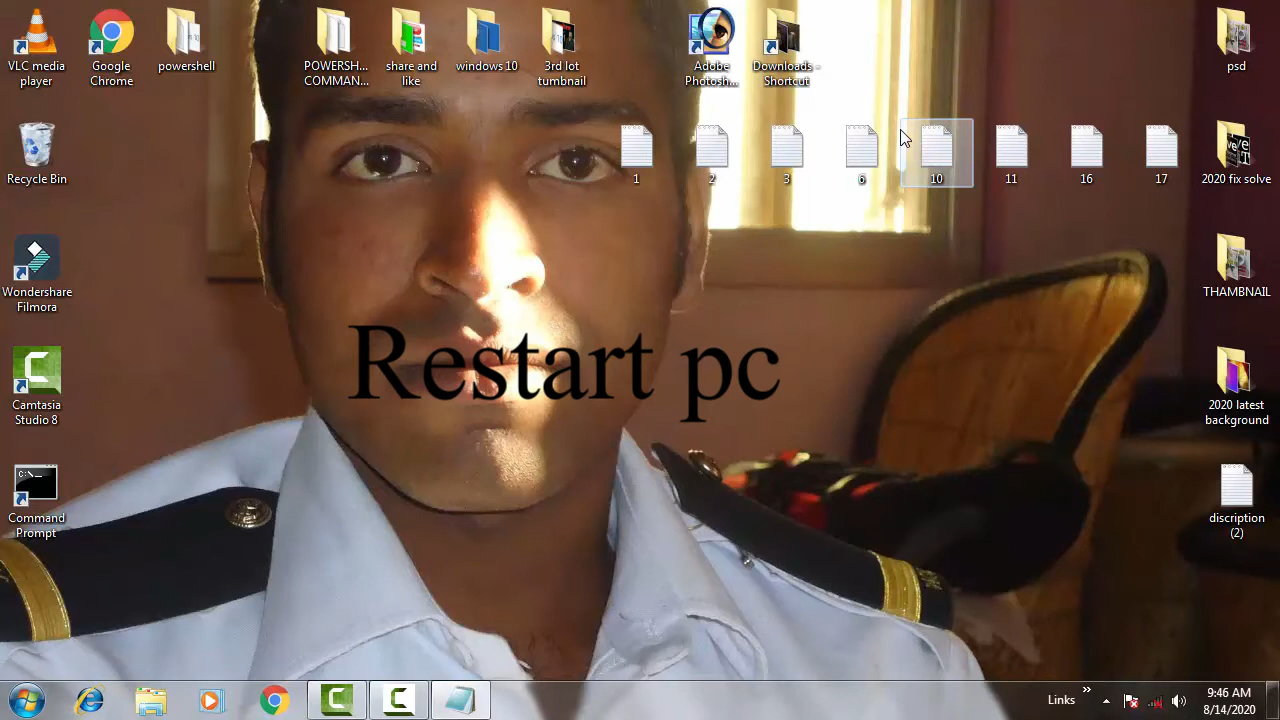 VLC media
player
Google
Chrome
powershell
POWERSH...
COMMAN...
share and
like
windows 10
3rd lot
tumbnail
Adobe
Photosh...
Downloads -
Shortcut
psd
Recycle Bin
1
2
3
6
10
11
16
17
2020 fix solve
Wondershare
Filmora
THAMBNAIL
Restart pc
Camtasia
Studio 8
2020 latest
background
C:\_
Command
Prompt
discription
(2)
Links
9:46 AM
8/14/2020